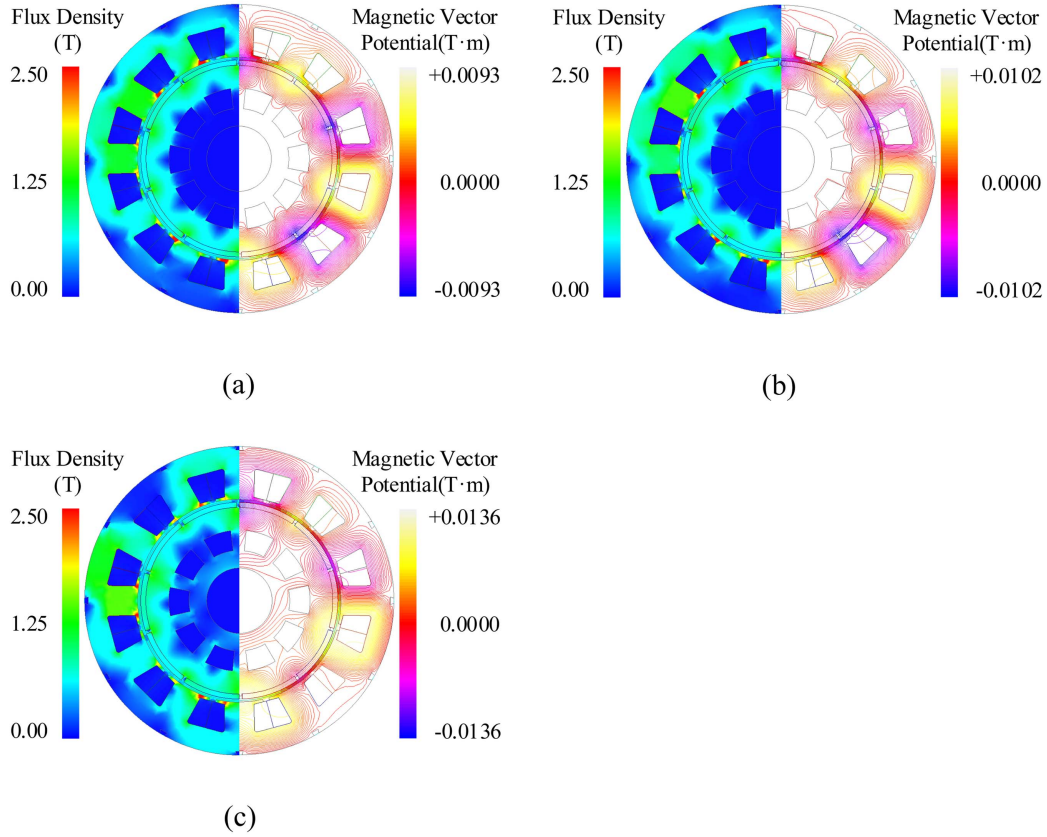 Flux Density
(T)
2.50
1.25
0.00
Magnetic Vector
Potential(T·m)
+0.0093
0.0000
-0.0093
(a)
Flux Density
(T)
2.50
1.25
0.00
Magnetic Vector
Potential(T·m)
+0.0102
0.0000
-0.0102
(b)
Flux Density
(T)
2.50
1.25
0.00
Magnetic Vector
Potential(T·m)
+0.0136
0.0000
-0.0136
(c)